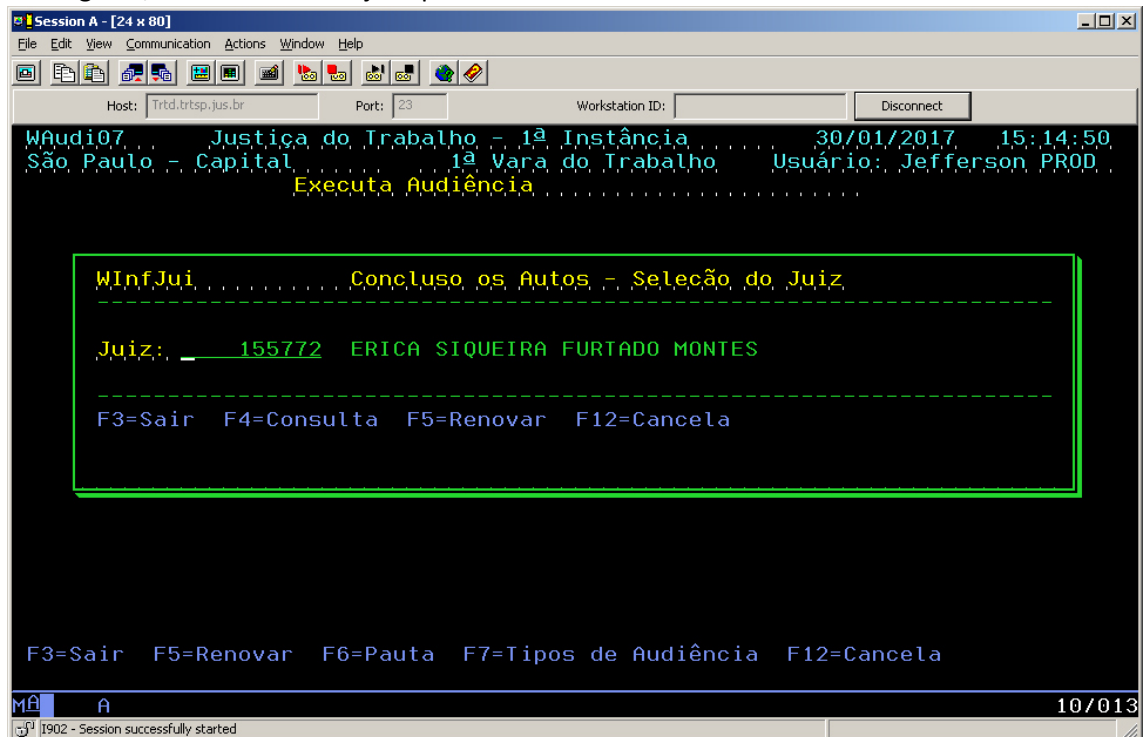 Session A - [24 x 80]
File Edit View Communication Actions Window Help
Host: Trtd.trtsp.jus.br Port: 23 Workstation ID: Disconnect
WAudi07 Justiça do Trabalho - 1ª Instância 30/01/2017 15:14:50
São Paulo - Capital 1ª Vara do Trabalho Usuário: Jefferson PROD
Executa Audiência
WInfJui Concluso os Autos - Selecão do Juiz
Juiz: _ 155772 ERICA SIQUEIRA FURTADO MONTES
F3=Sair F4=Consulta F5=Renovar F12=Cancela
F3=Sair F5=Renovar F6=Pauta F7=Tipos de Audiência F12=Cancela
MA A 10/013
I902 - Session successfully started